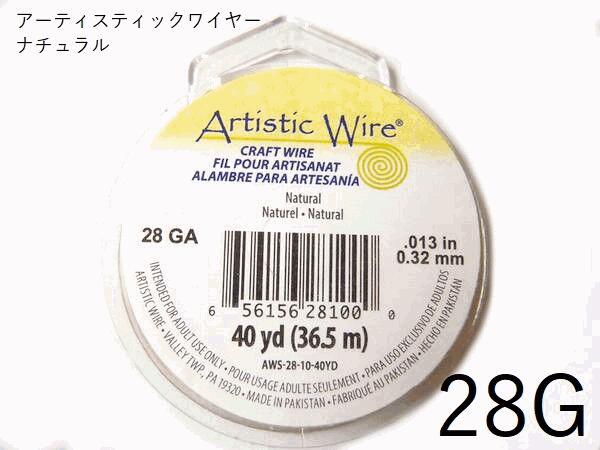 アーティスティックワイヤー
ナチュラル
Artistic Wire®
CRAFT WIRE
FIL POUR ARTISANAT
ALAMBRE PARA ARTESANÍA
Natural
Naturel • Natural
28 GA
.013 in
0.32 mm
6 56156 28100 0
40 yd (36.5 m)
AWS-28-10-40YD
INTENDED FOR ADULT USE ONLY • POUR USAGE ADULTE SEULEMENT • PARA USO EXCLUSIVO DE ADULTOS
ARTISTIC WIRE • VALLEY TWP., PA 19320 • MADE IN PAKISTAN • FABRIQUÉ AU PAKISTAN • HECHO EN PAKISTÁN
28G